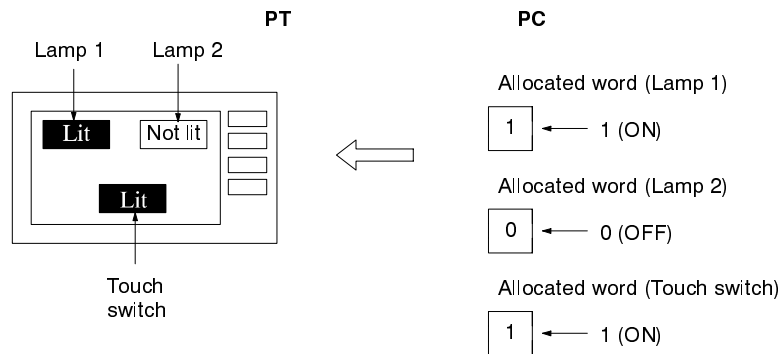 PT
PC
Lamp 1
Lamp 2
Lit
Not lit
Lit
Touch
switch
Allocated word (Lamp 1)
1
1 (ON)
Allocated word (Lamp 2)
0
0 (OFF)
Allocated word (Touch switch)
1
1 (ON)